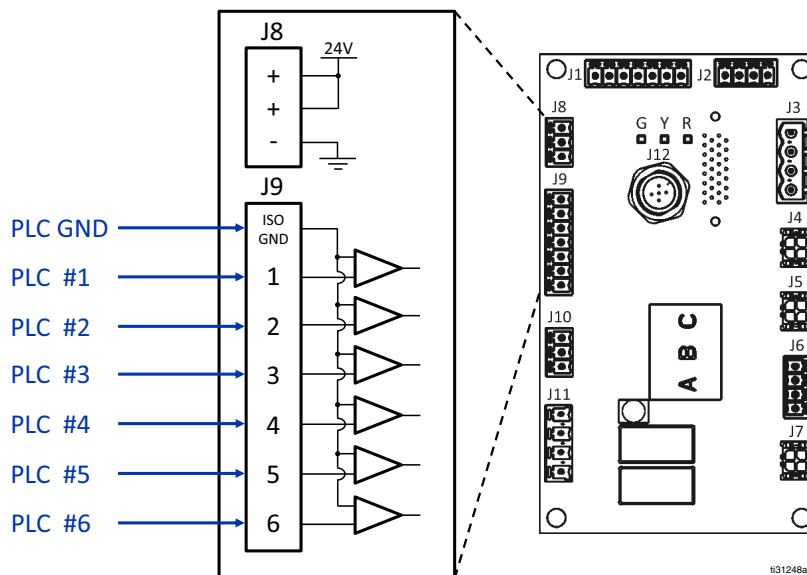 J8
24V
+
+
-
J9
ISO
GND
1
2
3
4
5
6
PLC GND
PLC #1
PLC #2
PLC #3
PLC #4
PLC #5
PLC #6
J1
J2
J8
G Y R
J3
J12
J9
J4
J5
J10
A B C
J6
J11
J7
ti31248a